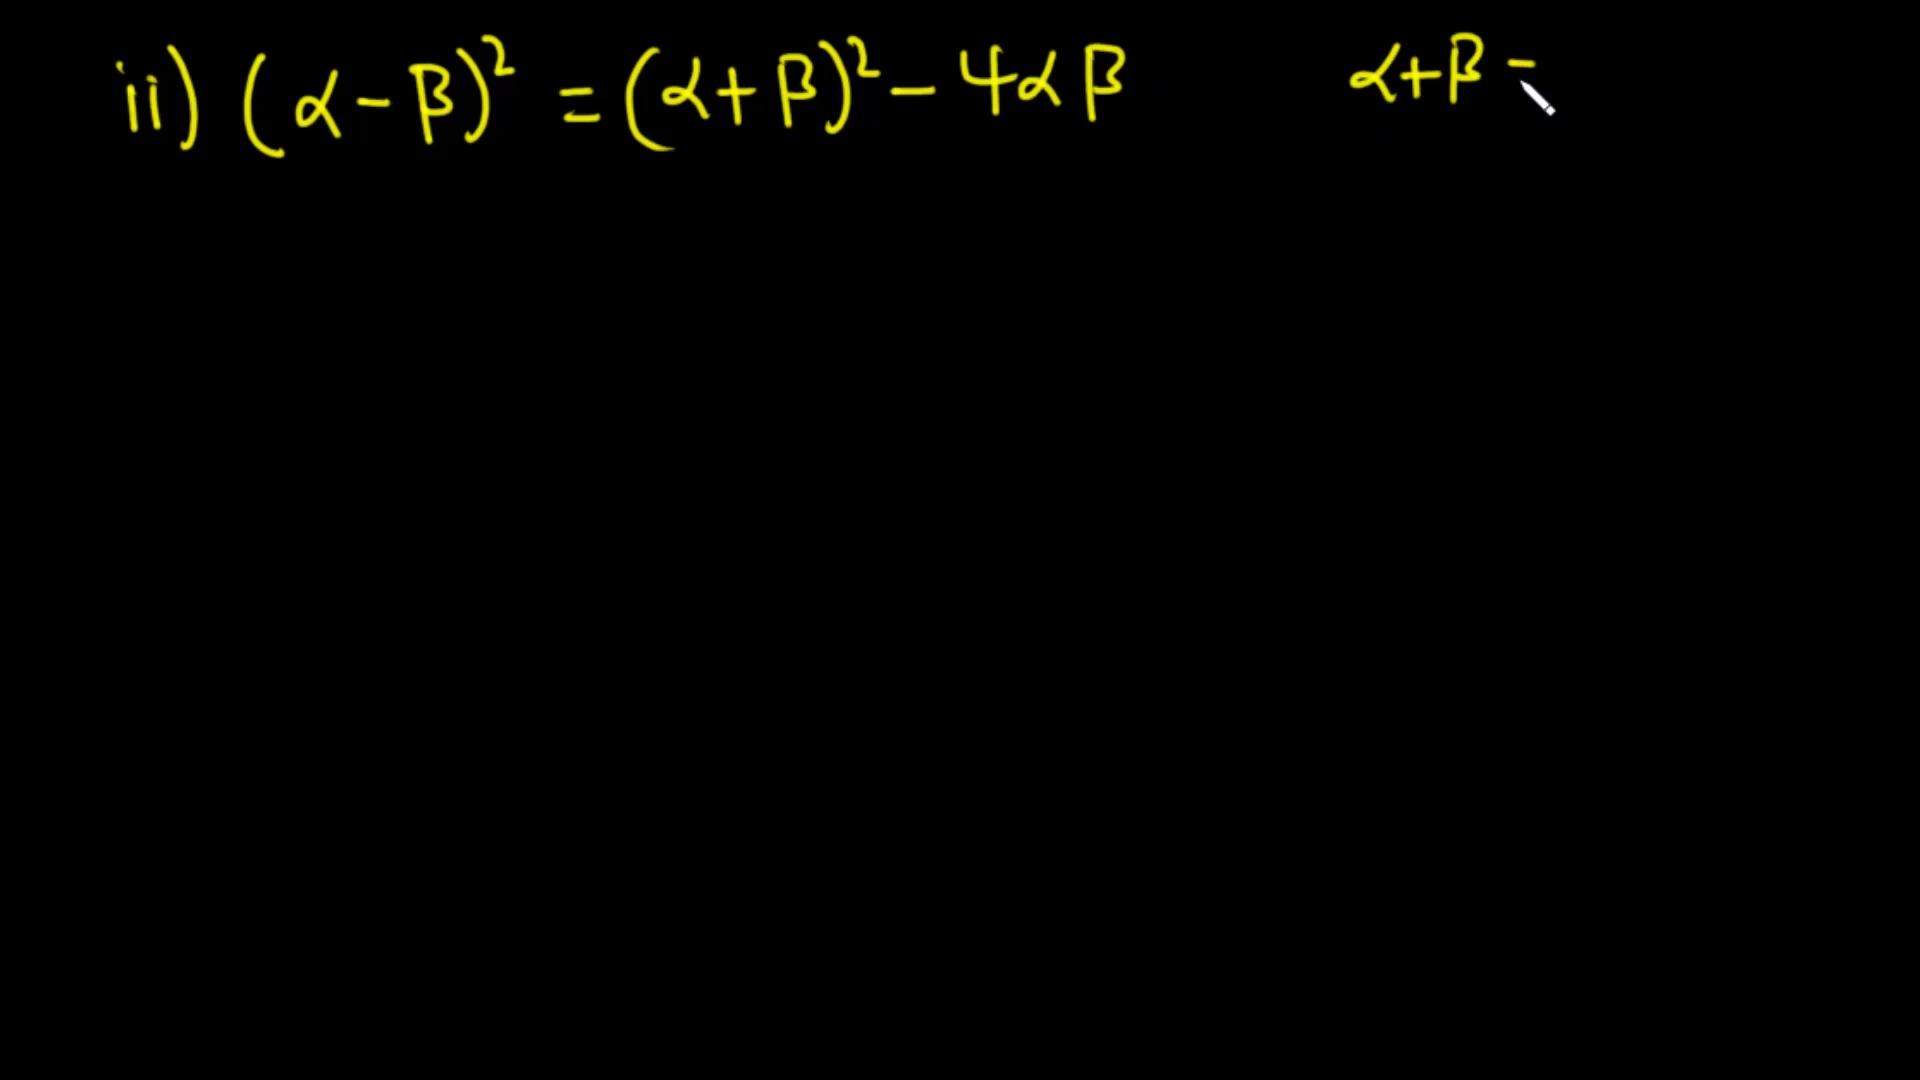 ii) (α - β)² = (α + β)² - 4αβ α+β -